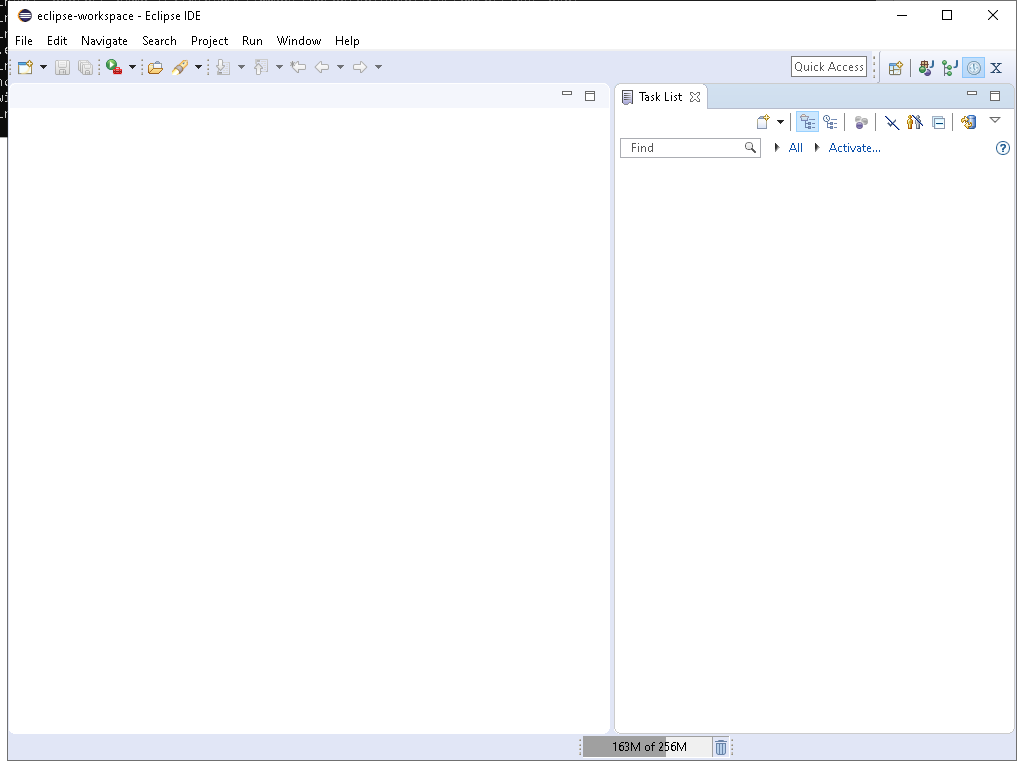 eclipse-workspace - Eclipse IDE
File Edit Navigate Search Project Run Window Help
Quick Access
Task List
Find All Activate...
163M of 256M